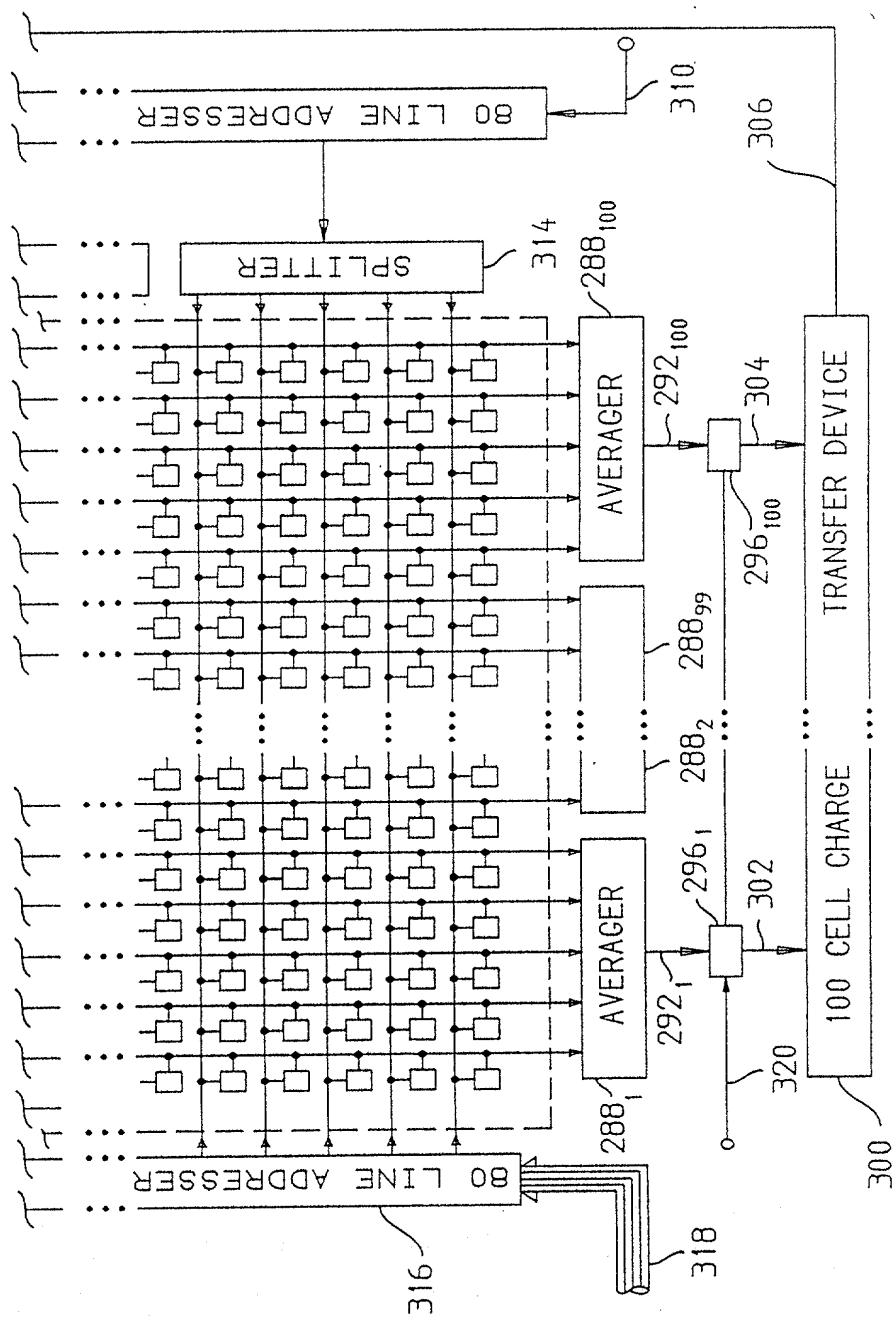 80 LINE ADDRESSER
310
306
SPLITTER
314
288₁₀₀
AVERAGER
292₁₀₀
304
296₁₀₀
TRANSFER DEVICE
288₉₉
288₂
100 CELL CHARGE
296₁
302
AVERAGER
292₁
288₁
320
300
80 LINE ADDRESSER
316
318